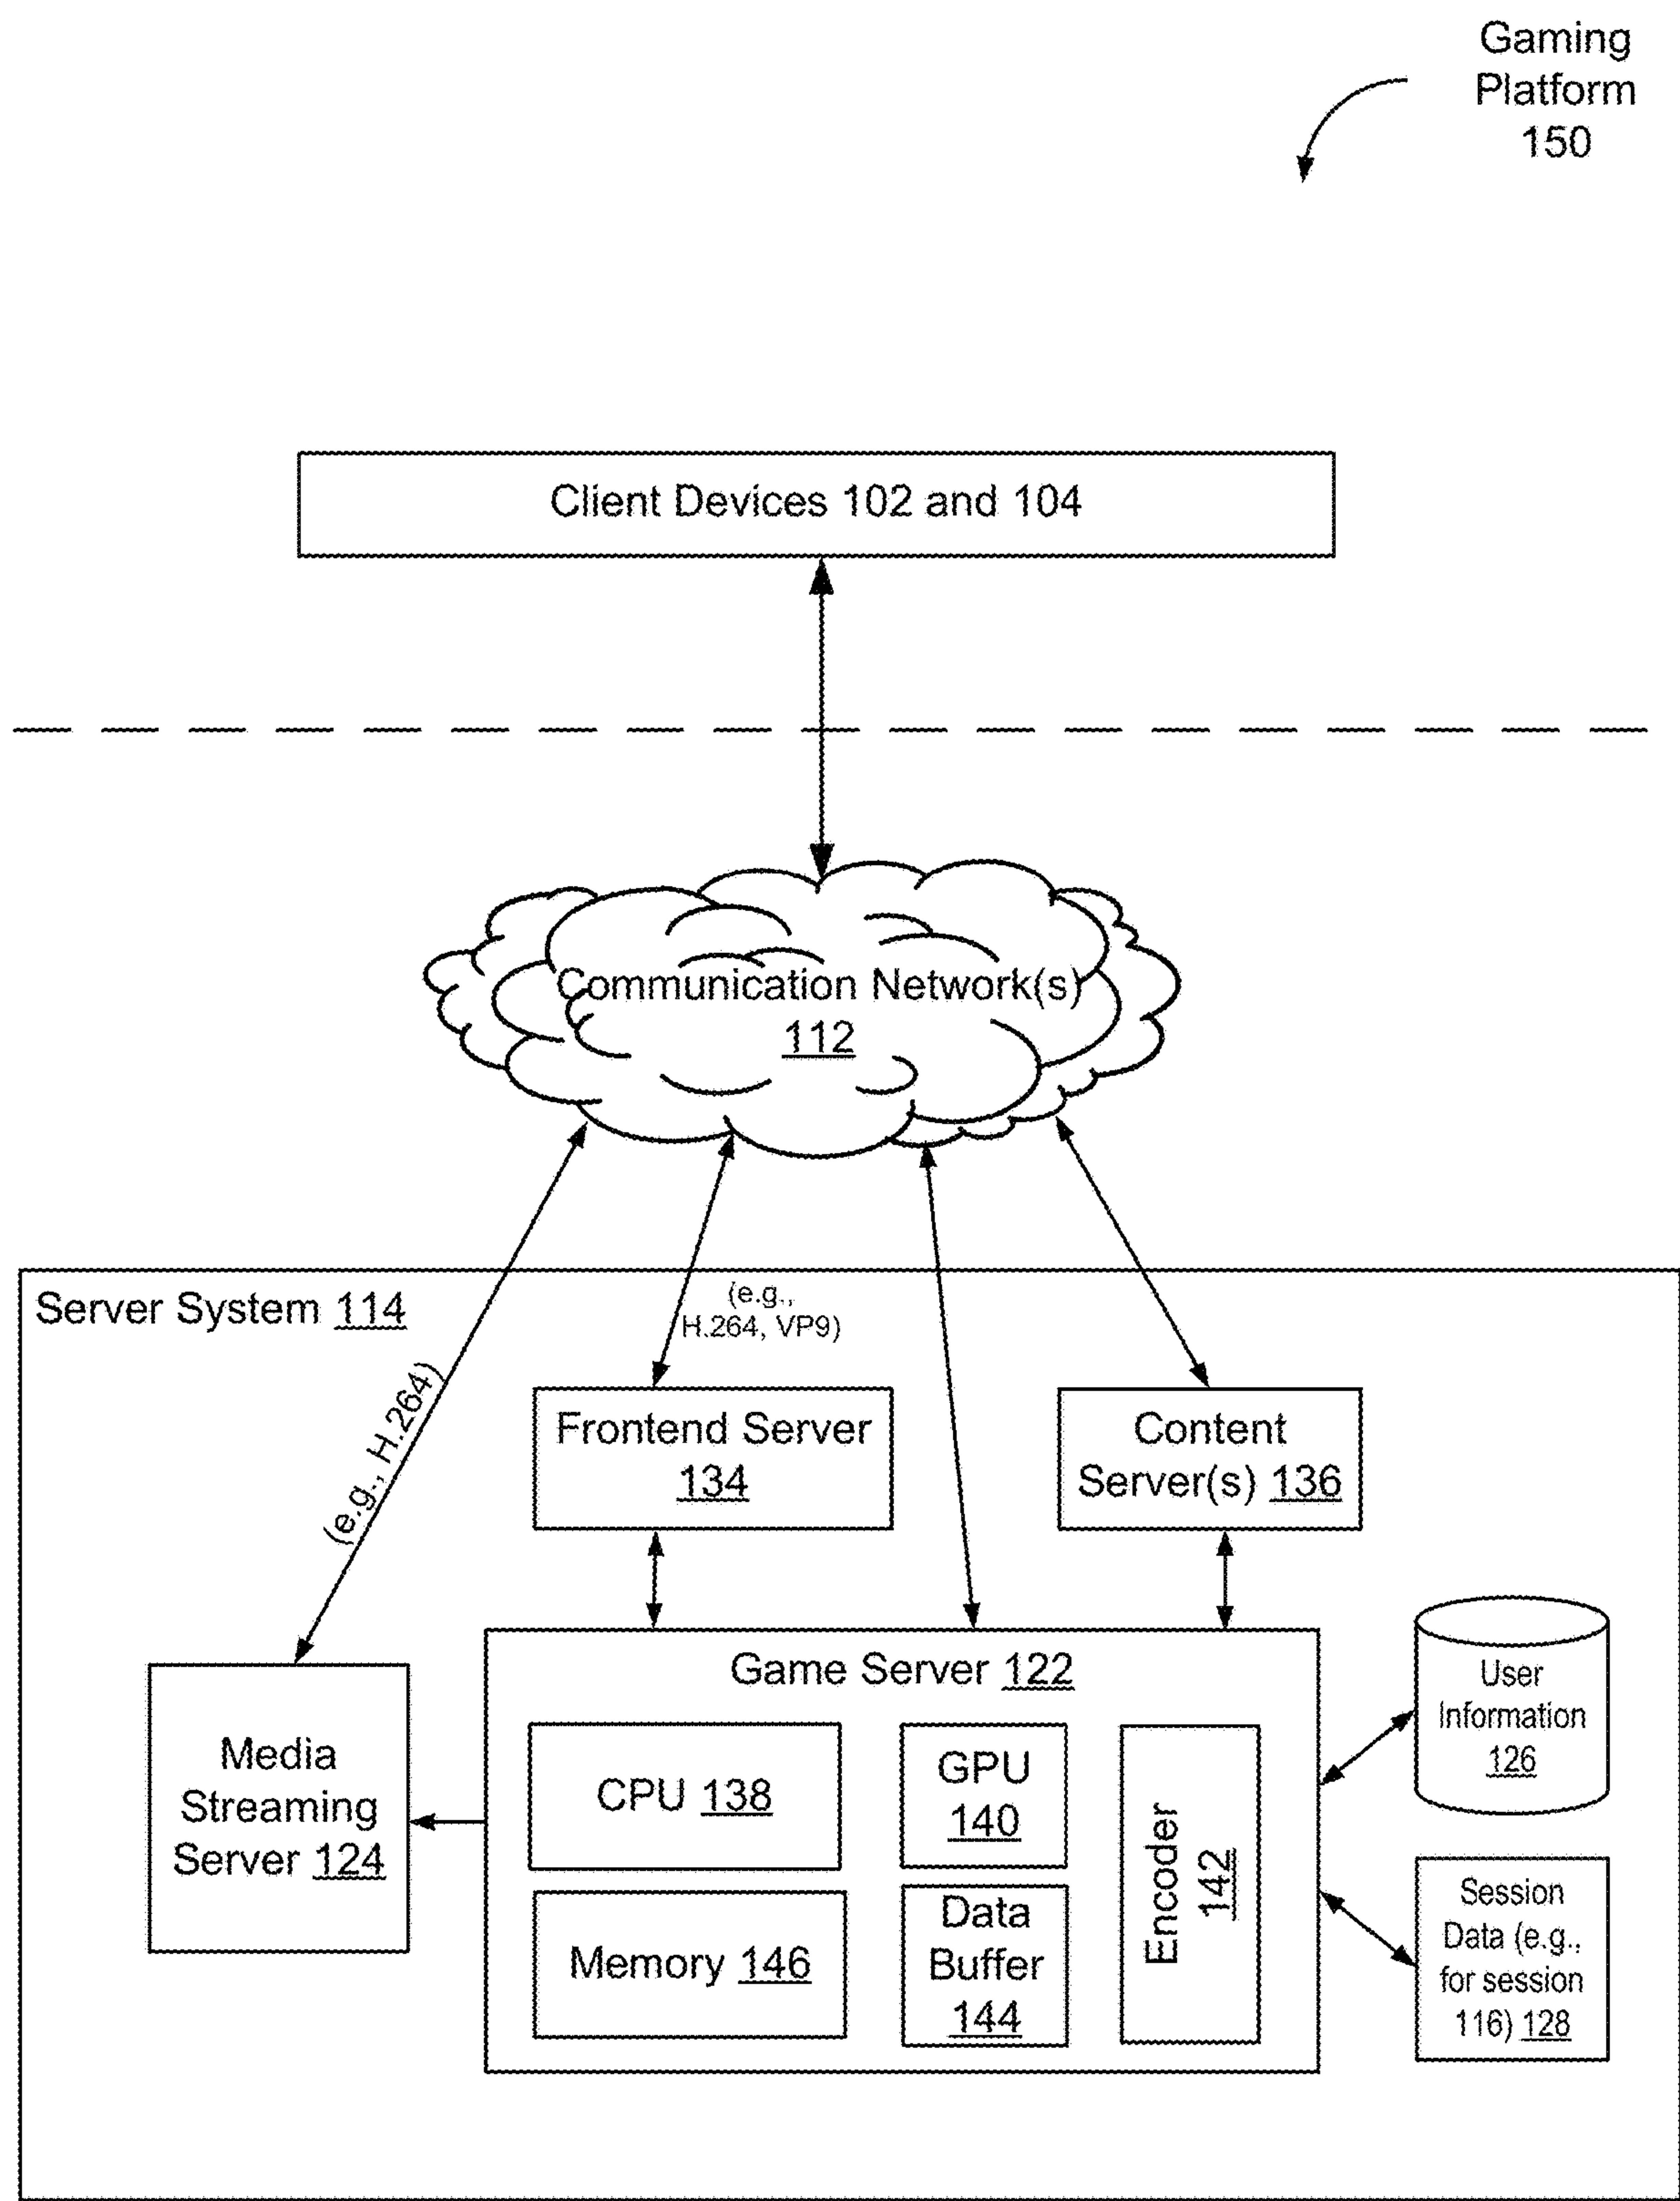 Gaming
Platform
150
Client Devices 102 and 104
Communication Network(s)
112
Server System 114
(e.g., H.264)
(e.g.,
H.264, VP9)
Frontend Server
134
Content
Server(s) 136
Media
Streaming
Server 124
Game Server 122
CPU 138
GPU
140
Encoder
142
Memory 146
Data
Buffer
144
User
Information
126
Session
Data (e.g.,
for session
116) 128